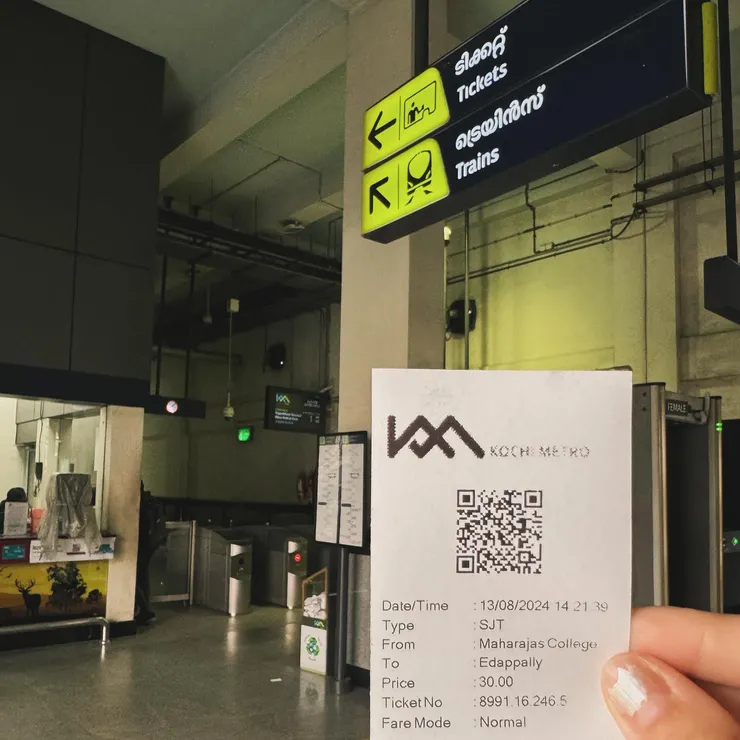 ടിക്കറ്റ്
Tickets
ട്രെയിൻസ്
Trains
FEMALE
KOCHI METRO
Date/Time : 13/08/2024 14 21 39
Type : SJT
From : Maharajas College
To : Edappally
Price : 30.00
Ticket No : 8991.16.246.5
Fare Mode : Normal